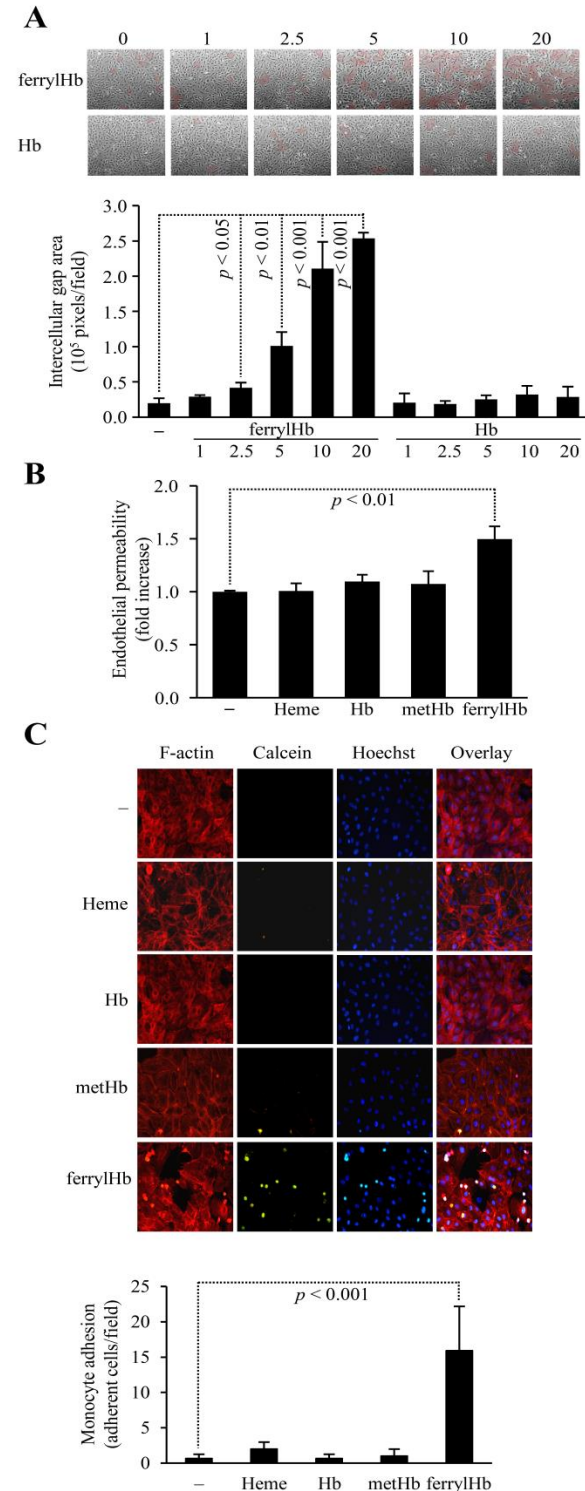 A
0 1 2.5 5 10 20
ferrylHb
Hb
Intercellular gap area
(10⁵ pixels/field)
3.0
2.5
2.0
1.5
1.0
0.5
0.0
p < 0.05
p < 0.01
p < 0.001
p < 0.001
– ferrylHb Hb
1 2.5 5 10 20 1 2.5 5 10 20
B
Endothelial permeability
(fold increase)
2.0
1.5
1.0
0.5
0.0
p < 0.01
– Heme Hb metHb ferrylHb
C
F-actin Calcein Hoechst Overlay
–
Heme
Hb
metHb
ferrylHb
Monocyte adhesion
(adherent cells/field)
25
20
15
10
5
0
p < 0.001
– Heme Hb metHb ferrylHb